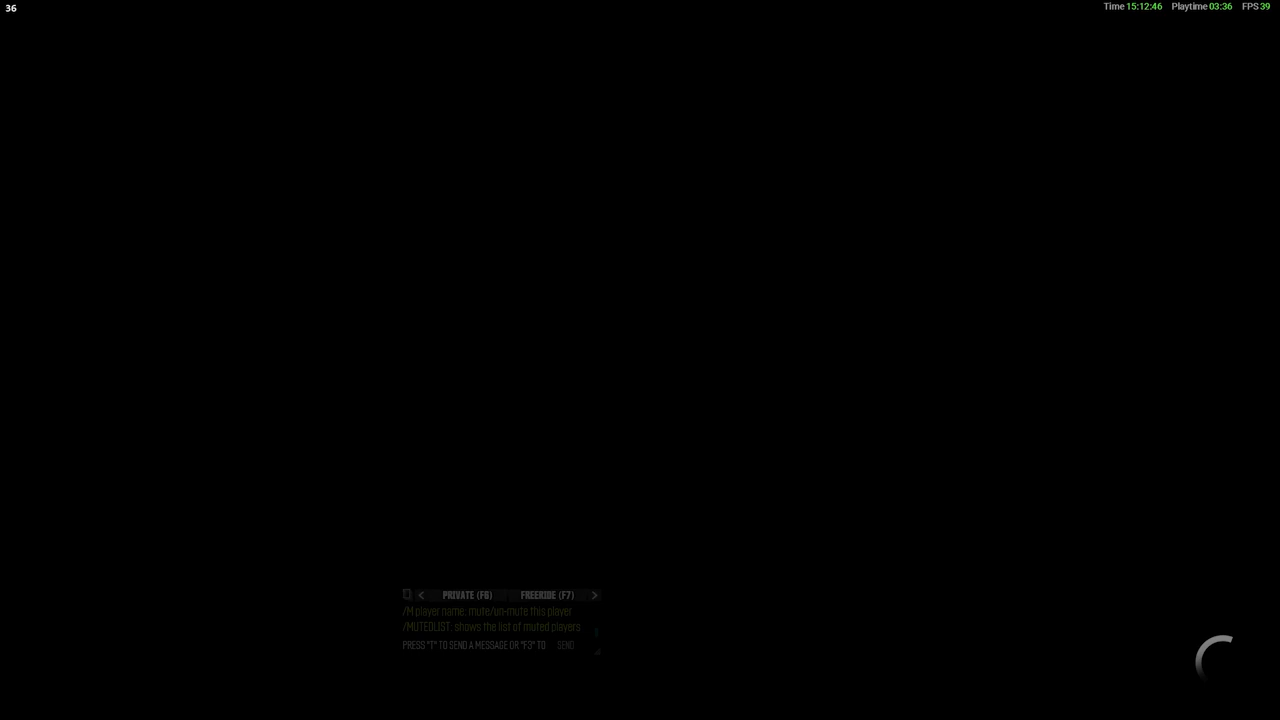 36
Time 15:12:46 Playtime 03:36 FPS 39
PRIVATE (F6) FREERIDE (F7)
/M player name: mute/un-mute this player
/MUTEDLIST: shows the list of muted players
PRESS "T" TO SEND A MESSAGE OR "F3" TO SEND